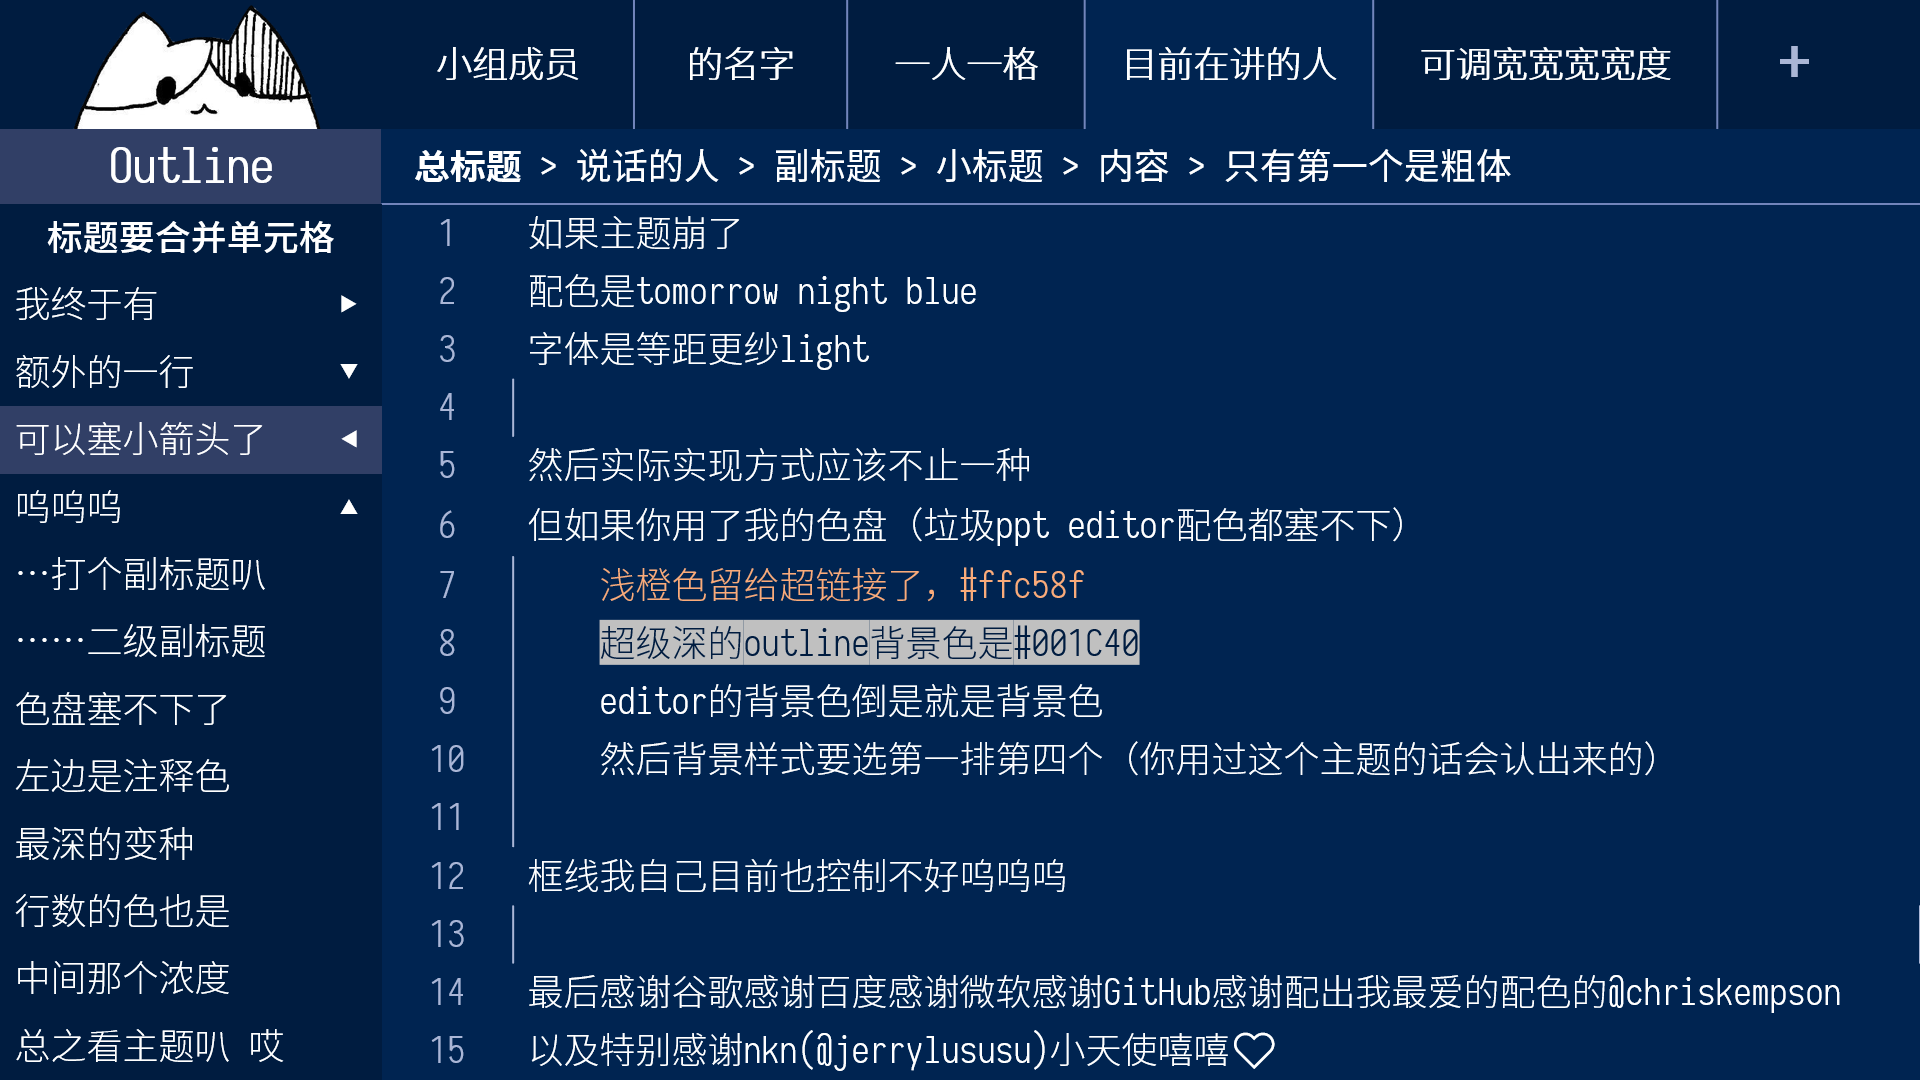 小组成员
的名字
一人一格
目前在讲的人
可调宽宽宽宽度
+
Outline
总标题 > 说话的人 > 副标题 > 小标题 > 内容 > 只有第一个是粗体
标题要合并单元格
我终于有 ▶
额外的一行 ▼
可以塞小箭头了 ◀
呜呜呜 ▲
…打个副标题叭
……二级副标题
色盘塞不下了
左边是注释色
最深的变种
行数的色也是
中间那个浓度
总之看主题叭 哎
1 如果主题崩了
2 配色是tomorrow night blue
3 字体是等距更纱light
4
5 然后实际实现方式应该不止一种
6 但如果你用了我的色盘（垃圾ppt editor配色都塞不下）
7 浅橙色留给超链接了，#ffc58f
8 超级深的outline背景色是#001C40
9 editor的背景色倒是就是背景色
10 然后背景样式要选第一排第四个（你用过这个主题的话会认出来的）
11
12 框线我自己目前也控制不好呜呜呜
13
14 最后感谢谷歌感谢百度感谢微软感谢GitHub感谢配出我最爱的配色的@chriskempson
15 以及特别感谢nkn(@jerrylususu)小天使嘻嘻♡